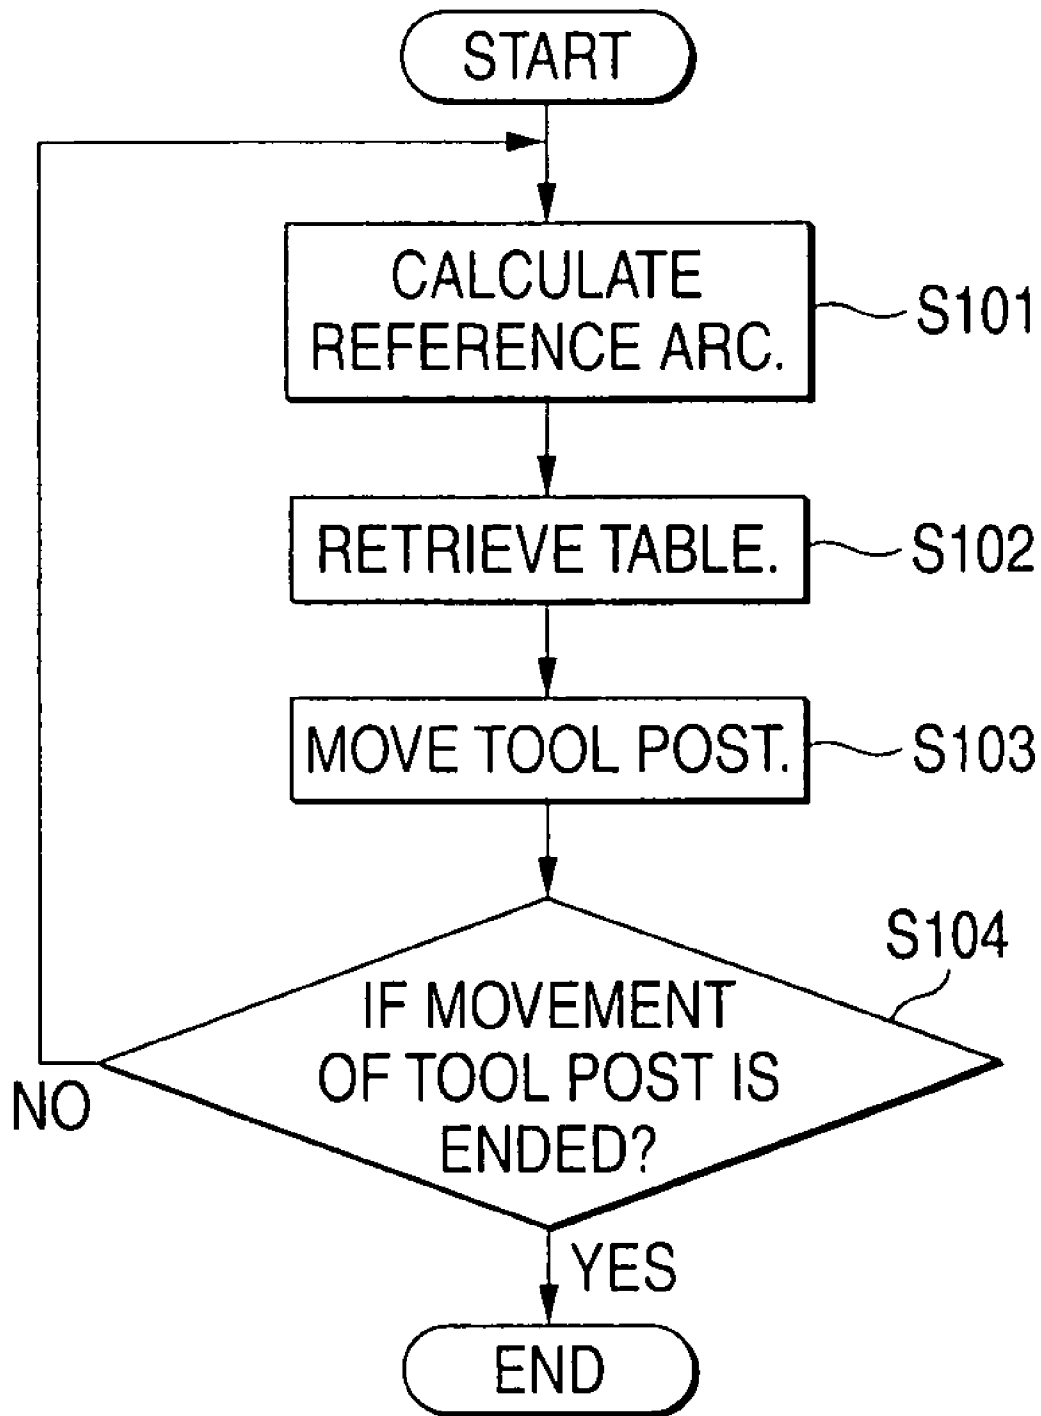 START
CALCULATE
REFERENCE ARC.
S101
RETRIEVE TABLE.
S102
MOVE TOOL POST.
S103
S104
IF MOVEMENT
OF TOOL POST IS
ENDED?
NO
YES
END